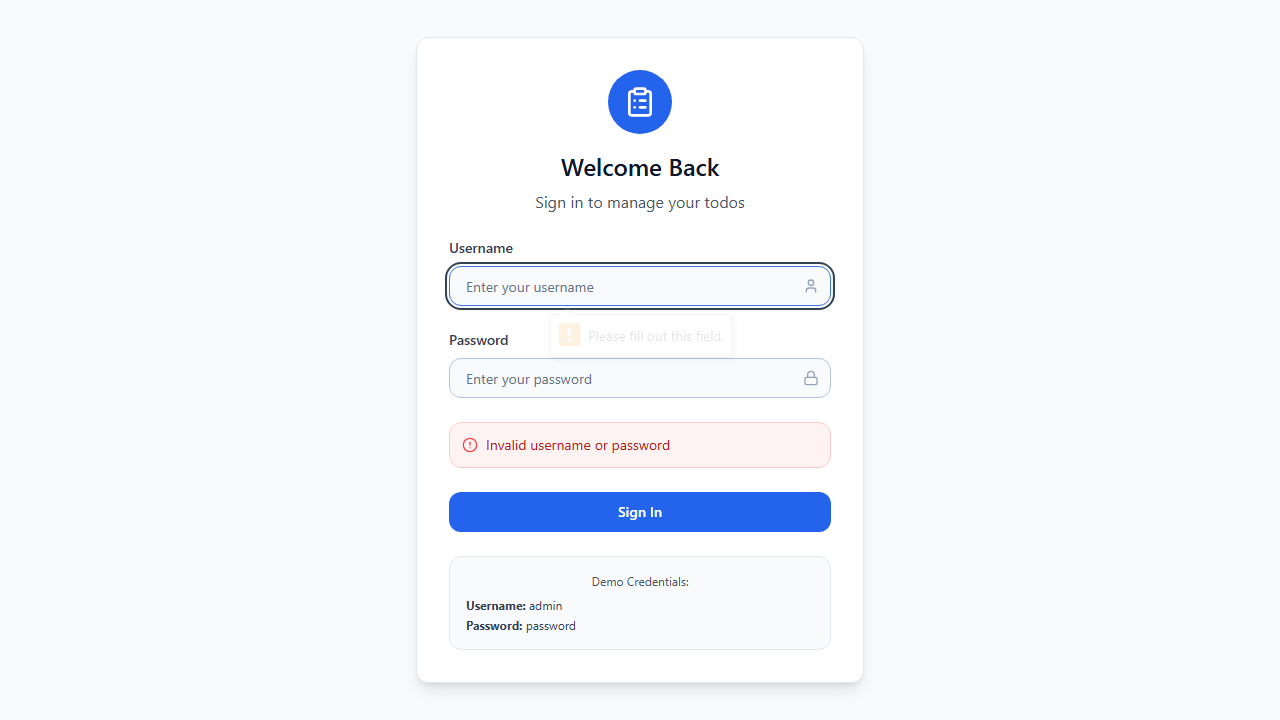 Welcome Back
Sign in to manage your todos
Username
Enter your username
Please fill out this field.
Password
Enter your password
Invalid username or password
Sign In
Demo Credentials:
Username: admin
Password: password